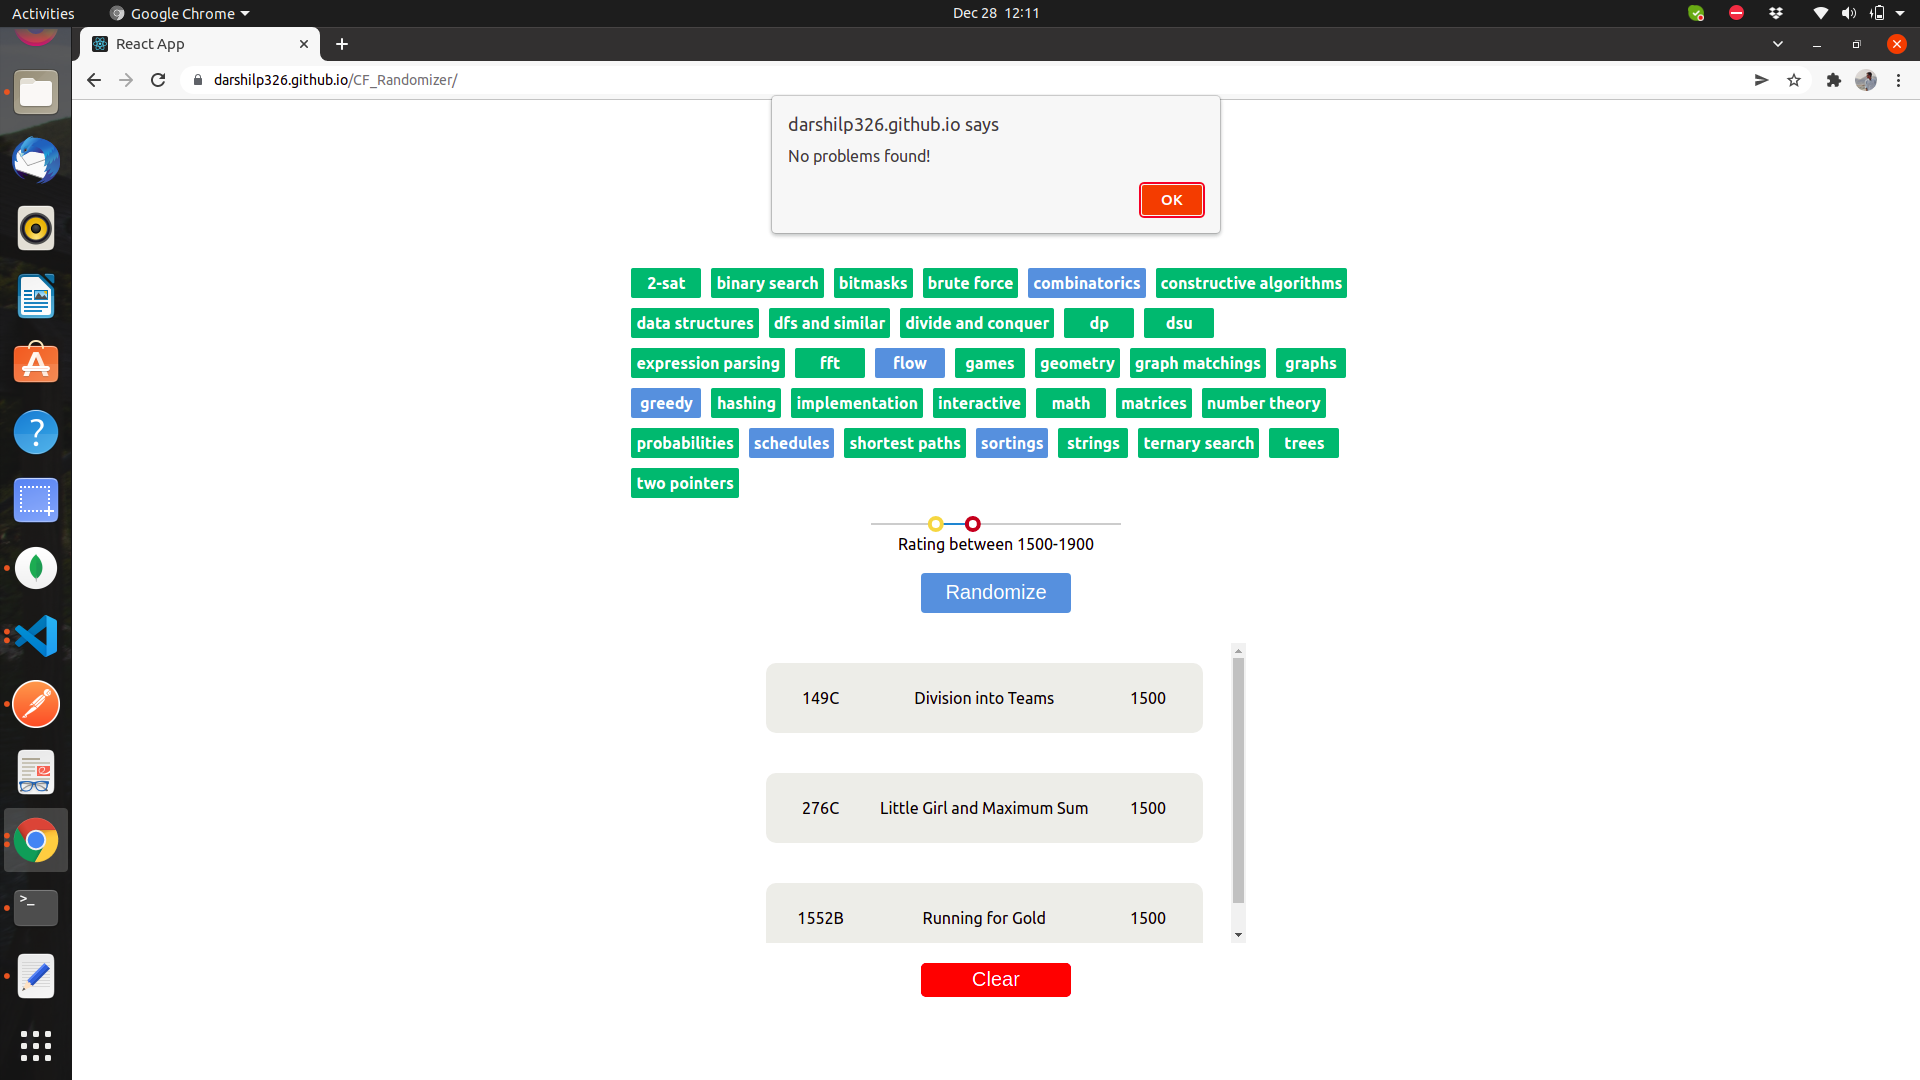 Activities Google Chrome Dec 28 12:11
React App
darshilp326.github.io/CF_Randomizer/
darshilp326.github.io says
No problems found!
OK
2-sat binary search bitmasks brute force combinatorics constructive algorithms
data structures dfs and similar divide and conquer dp dsu
expression parsing fft flow games geometry graph matchings graphs
greedy hashing implementation interactive math matrices number theory
probabilities schedules shortest paths sortings strings ternary search trees
two pointers
Rating between 1500-1900
Randomize
149C Division into Teams 1500
276C Little Girl and Maximum Sum 1500
1552B Running for Gold 1500
Clear